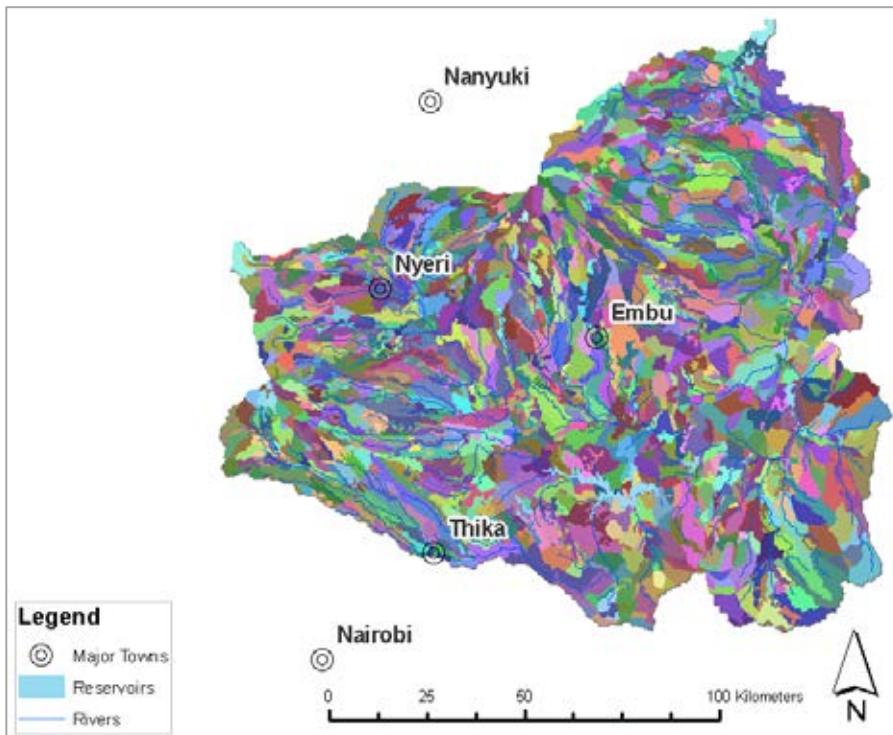 Nanyuki
Nyeri
Embu
Thika
Nairobi
Legend
Major Towns
Reservoirs
Rivers
0 25 50 100 Kilometers
N